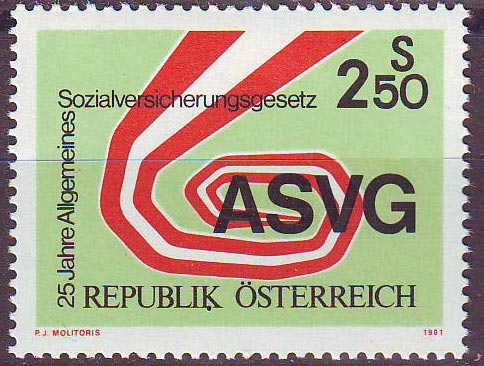 S
2 50
25 Jahre Allgemeines
Sozialversicherungsgesetz
ASVG
REPUBLIK ÖSTERREICH
P.J. MOLITORIS
1981